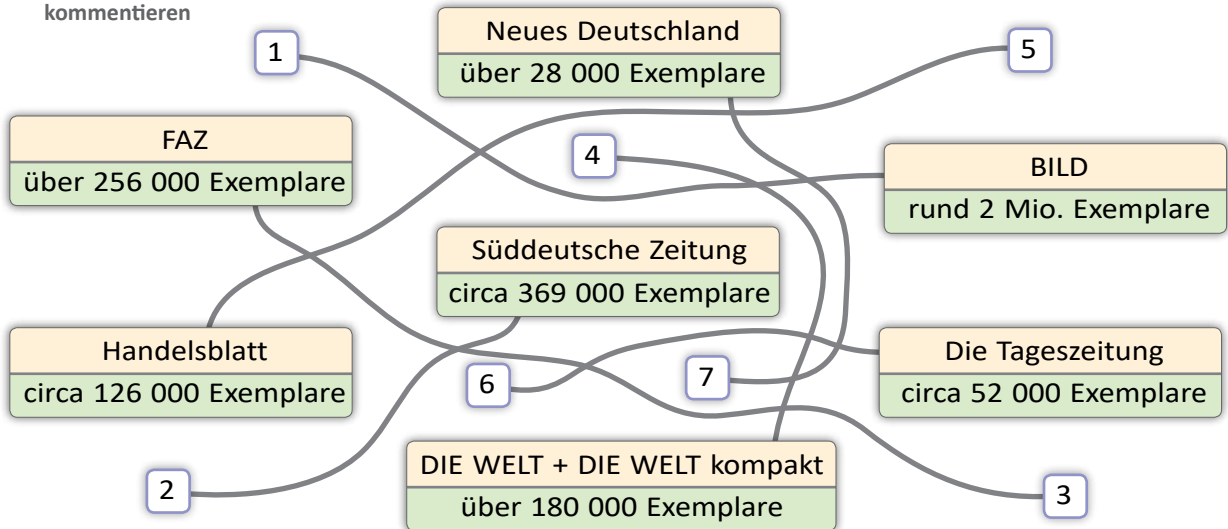 kommentieren
1
Neues Deutschland
über 28 000 Exemplare
5
FAZ
über 256 000 Exemplare
4
BILD
rund 2 Mio. Exemplare
Süddeutsche Zeitung
circa 369 000 Exemplare
Handelsblatt
circa 126 000 Exemplare
6
7
Die Tageszeitung
circa 52 000 Exemplare
2
DIE WELT + DIE WELT kompakt
über 180 000 Exemplare
3